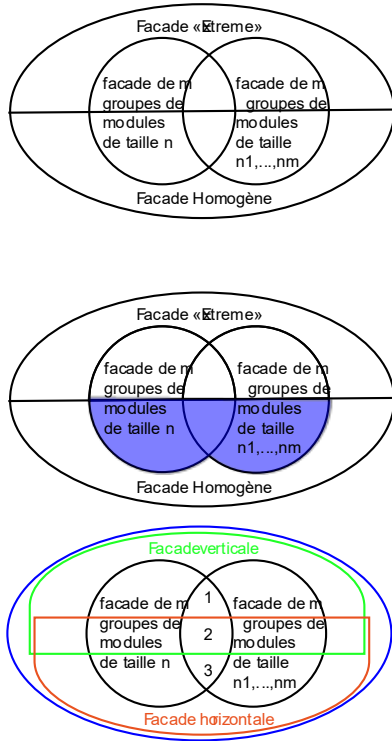 Facade «Extreme»
facade de m
groupes de
modules
de taille n
facade de m
groupes de
modules
de taille
n1,...,nm
Facade Homogène
Facade «Extreme»
facade de m
groupes de
modules
de taille n
facade de m
groupes de
modules
de taille
n1,...,nm
Facade Homogène
Facadeverticale
facade de m
groupes de
modules
de taille n
1
2
3
facade de m
groupes de
modules
de taille
n1,...,nm
Facade horizontale